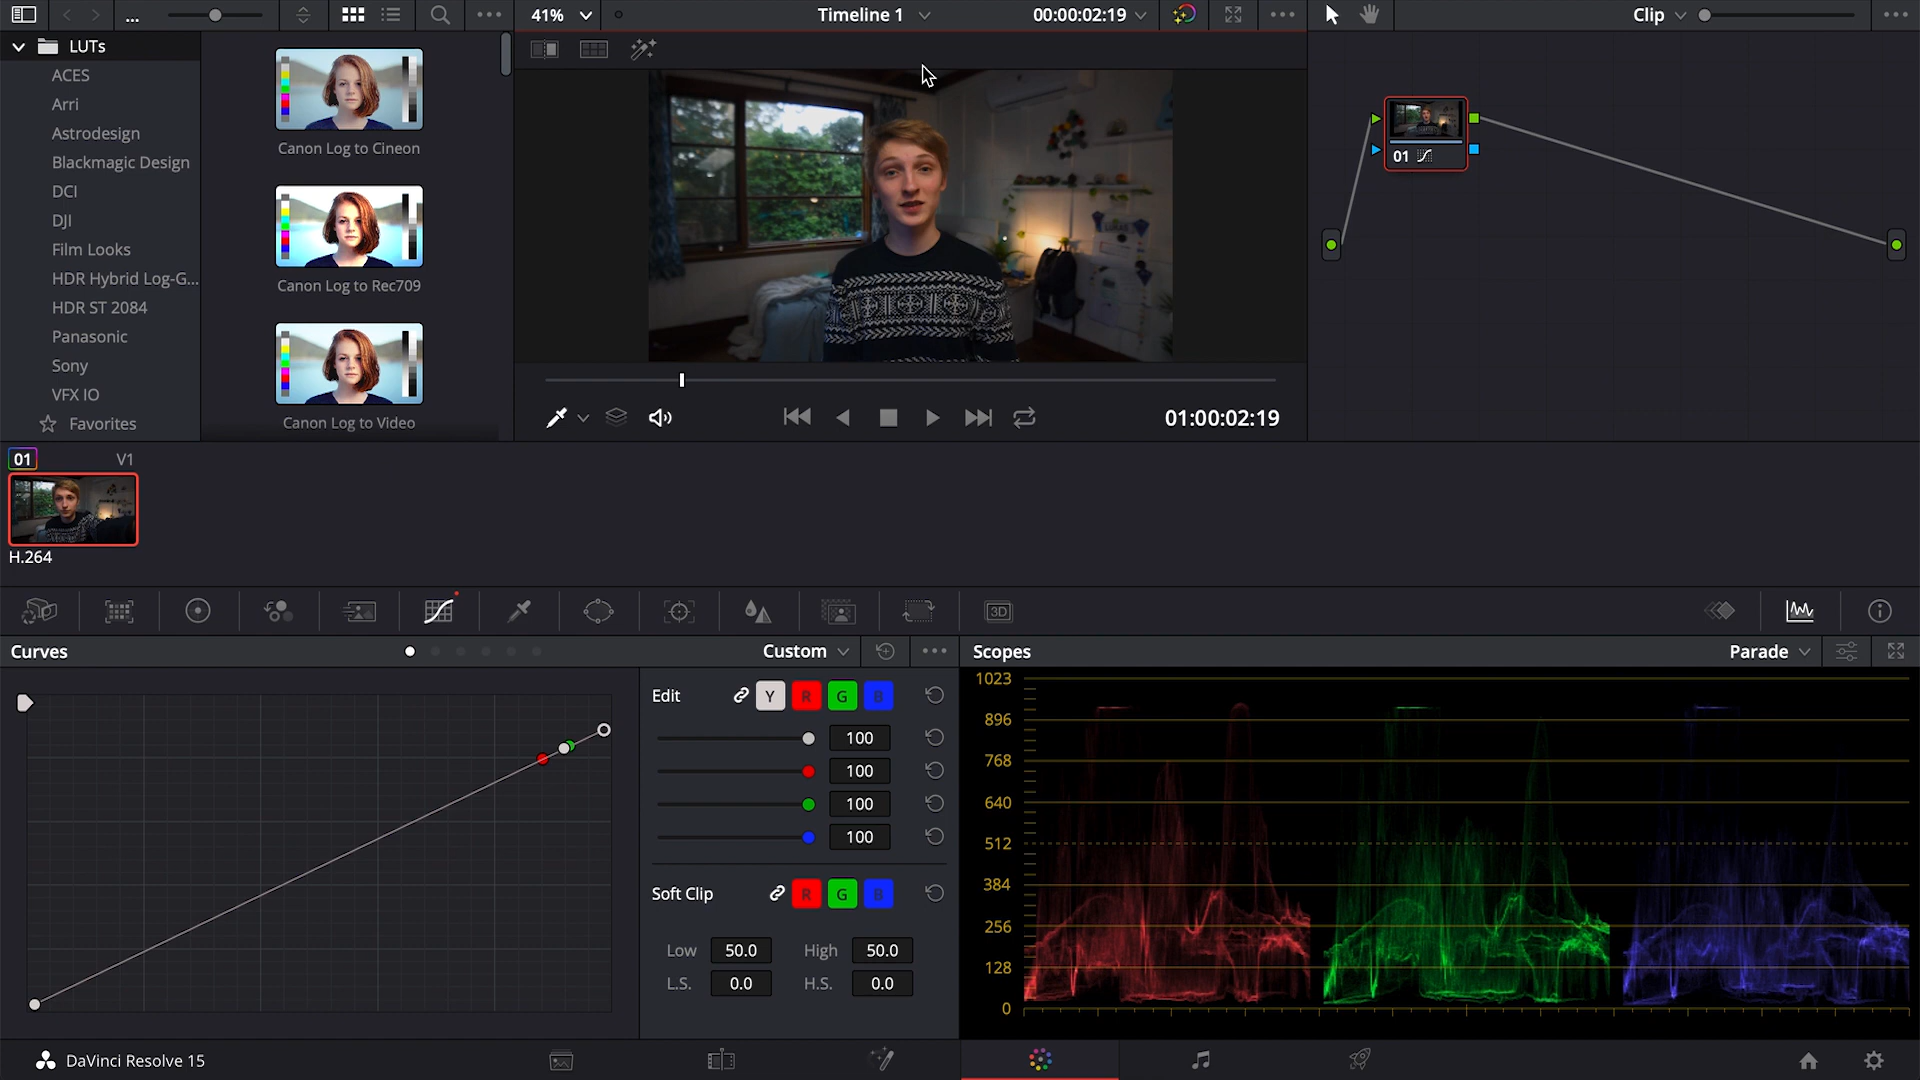 ...
41%
Timeline 1
00:00:02:19
Clip
LUTs
ACES
Arri
Astrodesign
Blackmagic Design
DCI
DJI
Film Looks
HDR Hybrid Log-G...
HDR ST 2084
Panasonic
Sony
VFX IO
Favorites
Canon Log to Cineon
Canon Log to Rec709
Canon Log to Video
01
01:00:02:19
01
V1
H.264
3D
Curves
Custom
Scopes
Parade
Edit
Y
R
G
B
100
100
100
100
Soft Clip
R
G
B
Low
50.0
High
50.0
L.S.
0.0
H.S.
0.0
1023
896
768
640
512
384
256
128
0
DaVinci Resolve 15